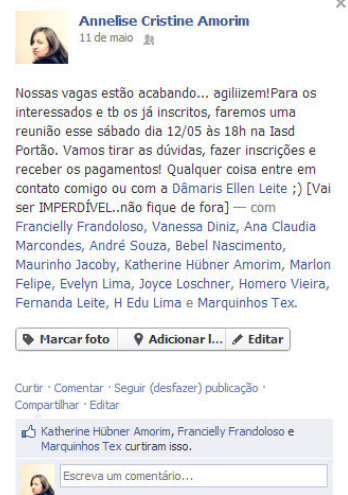 Annelise Cristine Amorim
11 de maio
Nossas vagas estão acabando... agiliizem!Para os
interessados e tb os já inscritos, faremos uma
reunião esse sábado dia 12/05 às 18h na Iasd
Portão. Vamos tirar as dúvidas, fazer inscrições e
receber os pagamentos! Qualquer coisa entre em
contato comigo ou com a Dâmaris Ellen Leite ;) [Vai
ser IMPERDÍVEL..não fique de fora] — com
Francielly Frandoloso, Vanessa Diniz, Ana Claudia
Marcondes, André Souza, Bebel Nascimento,
Maurinho Jacoby, Katherine Hübner Amorim, Marlon
Felipe, Evelyn Lima, Joyce Loschner, Homero Vieira,
Fernanda Leite, H Edu Lima e Marquinhos Tex.
Marcar foto Adicionar l... Editar
Curtir · Comentar · Seguir (desfazer) publicação ·
Compartilhar · Editar
Katherine Hübner Amorim, Francielly Frandoloso e
Marquinhos Tex curtiram isso.
Escreva um comentário...